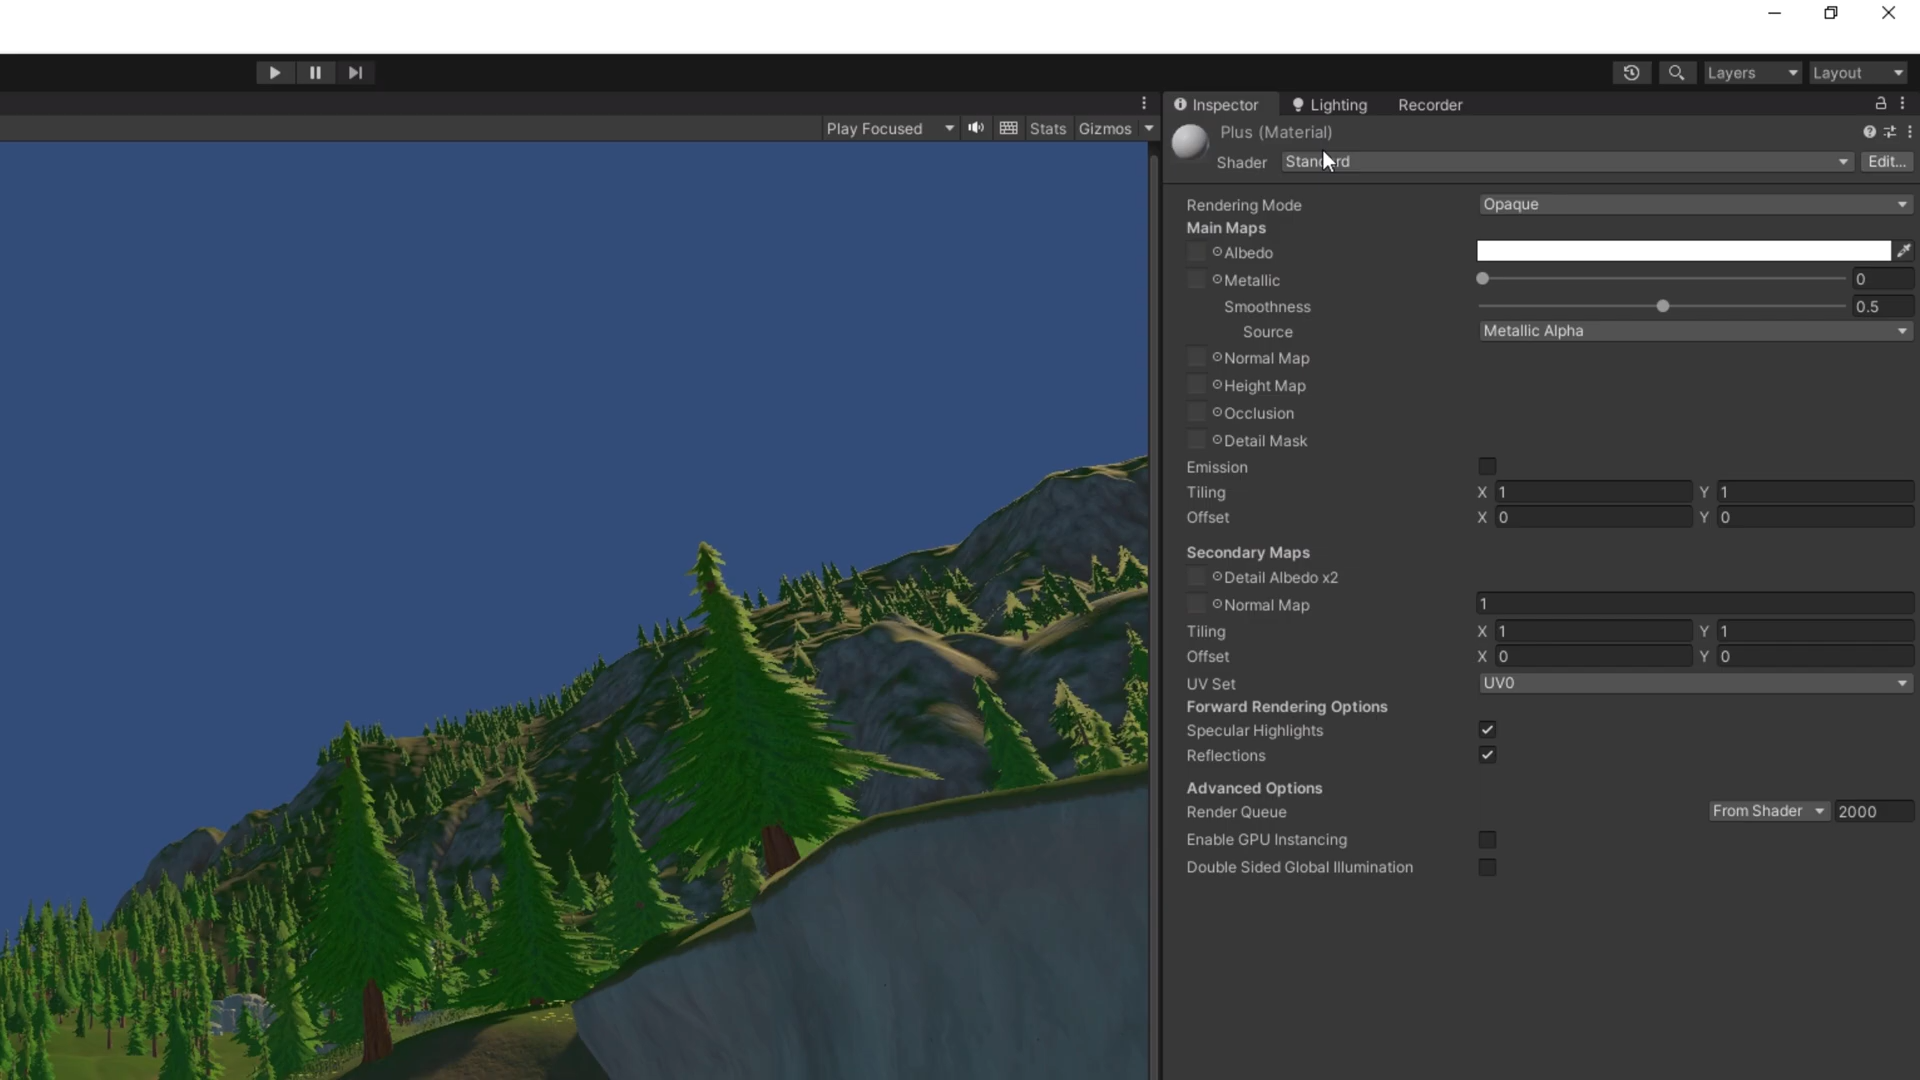 Layers
Layout
Play Focused
Stats
Gizmos
Inspector
Lighting
Recorder
Plus (Material)
Shader
Standard
Edit...
Rendering Mode
Opaque
Main Maps
Albedo
Metallic
0
Smoothness
0.5
Source
Metallic Alpha
Normal Map
Height Map
Occlusion
Detail Mask
Emission
Tiling
X 1
Y 1
Offset
X 0
Y 0
Secondary Maps
Detail Albedo x2
Normal Map
1
Tiling
X 1
Y 1
Offset
X 0
Y 0
UV Set
UV0
Forward Rendering Options
Specular Highlights
Reflections
Advanced Options
Render Queue
From Shader
2000
Enable GPU Instancing
Double Sided Global Illumination